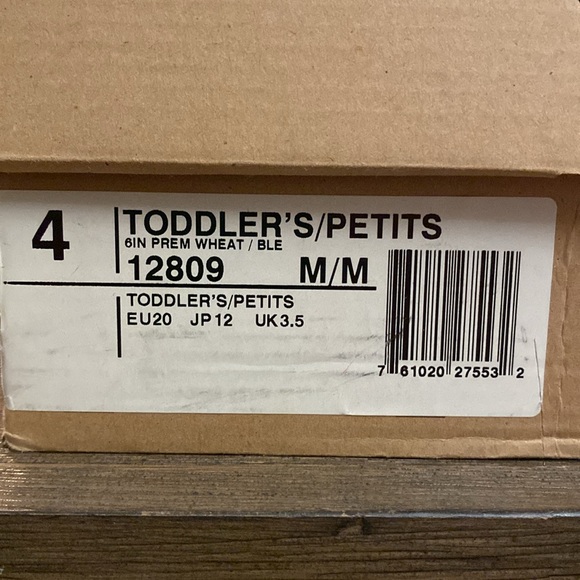 4
TODDLER'S/PETITS
6IN PREM WHEAT / BLE
12809 M/M
TODDLER'S/PETITS
EU20 JP12 UK3.5
7 61020 27553 2